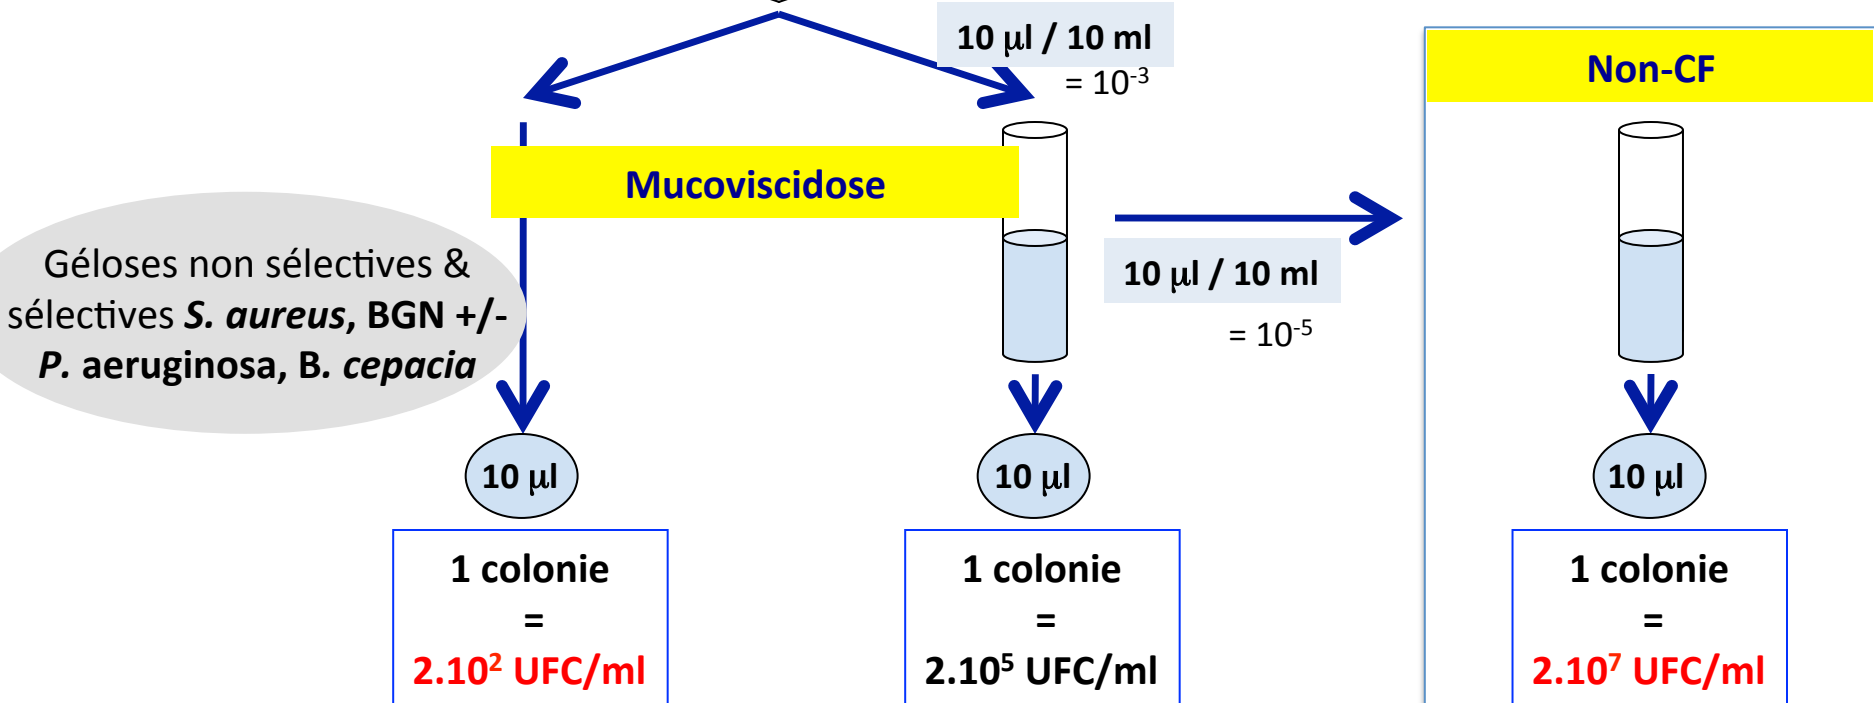 10 μl / 10 ml
= 10⁻³
Non-CF
Mucoviscidose
Géloses non sélectives &
sélectives S. aureus, BGN +/-
P. aeruginosa, B. cepacia
10 μl / 10 ml
= 10⁻⁵
10 μl
10 μl
10 μl
1 colonie
=
2.10² UFC/ml
1 colonie
=
2.10⁵ UFC/ml
1 colonie
=
2.10⁷ UFC/ml